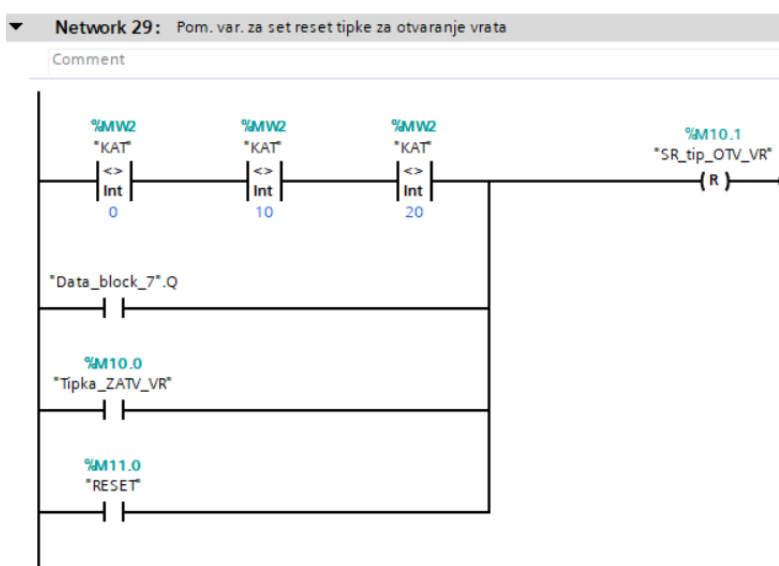 Network 29: Pom. var. za set reset tipke za otvaranje vrata
Comment
%MW2 %MW2 %MW2
"KAT" "KAT" "KAT"
%M10.1
"SR_tip_OTV_VR"
<> <> <>
Int Int Int
R
0 10 20
"Data_block_7".Q
%M10.0
"Tipka_ZATV_VR"
%M11.0
"RESET"